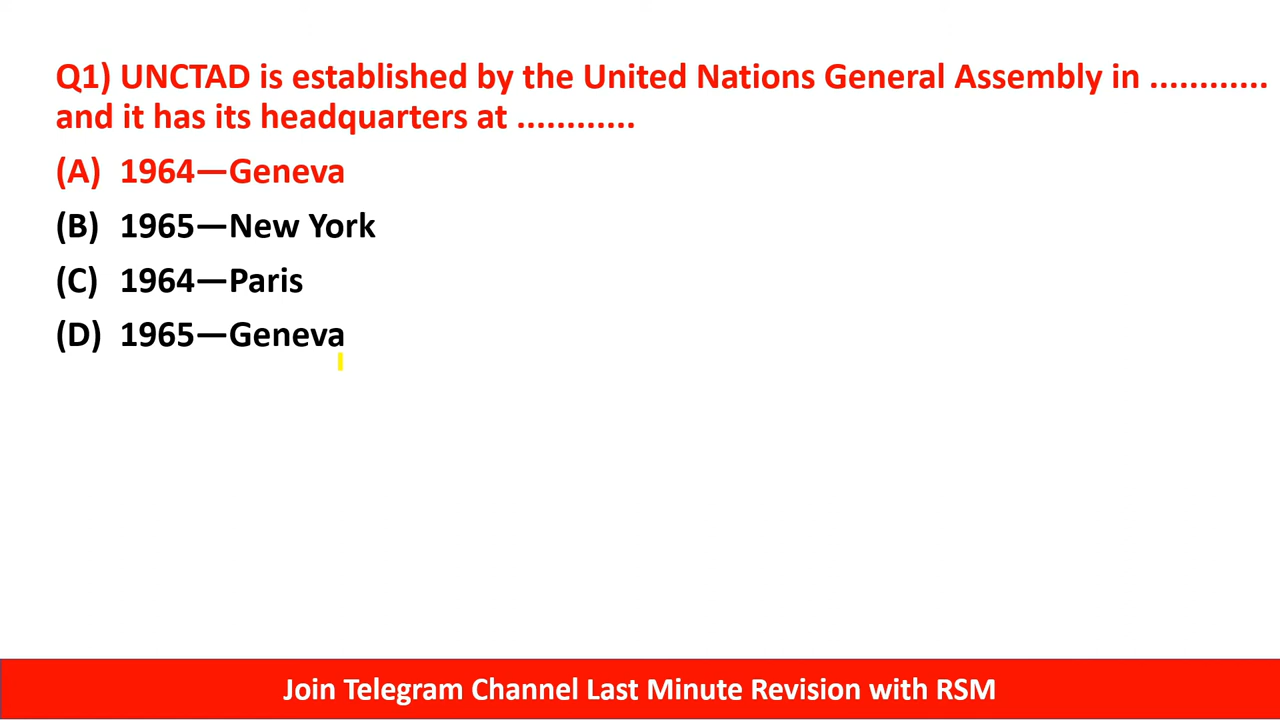 Q1) UNCTAD is established by the United Nations General Assembly in ............
and it has its headquarters at ............
(A) 1964—Geneva
(B) 1965—New York
(C) 1964—Paris
(D) 1965—Geneva
Join Telegram Channel Last Minute Revision with RSM